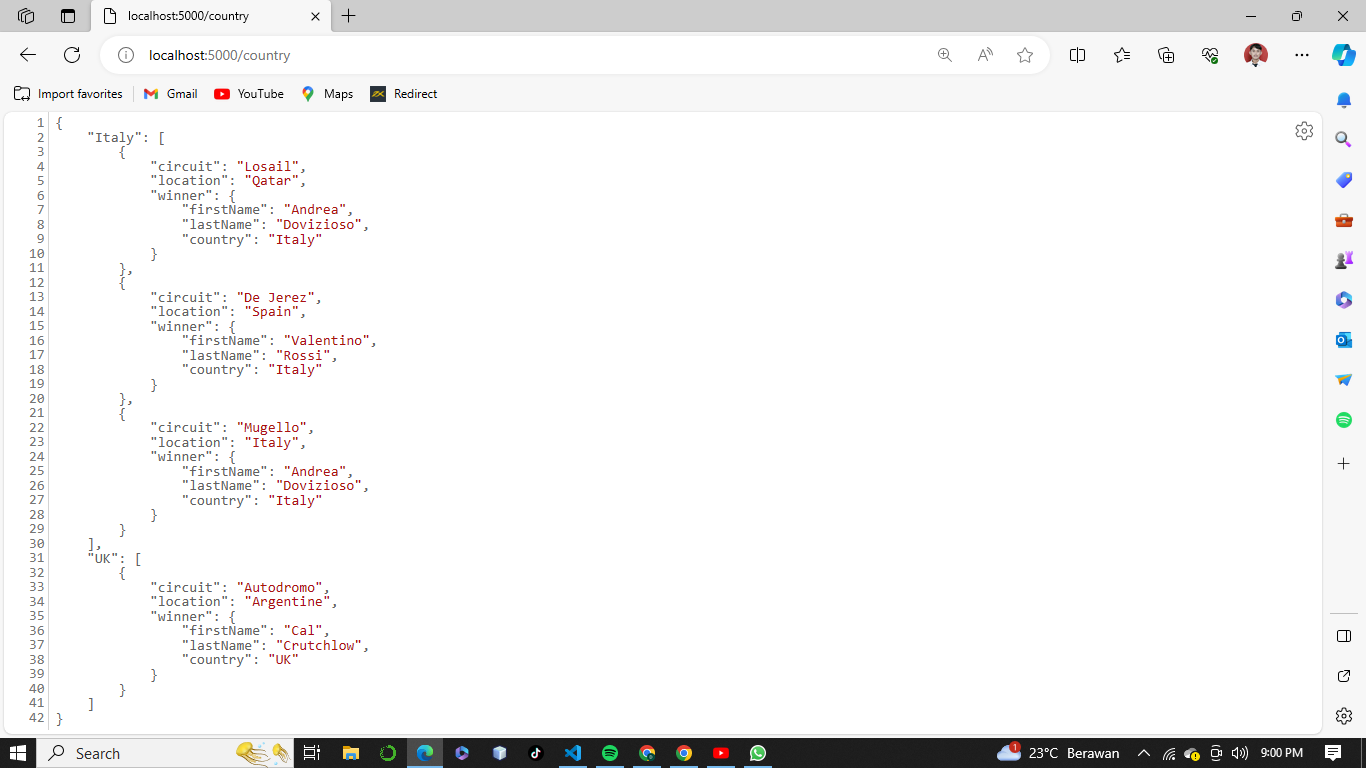 localhost:5000/country
localhost:5000/country
Import favorites
Gmail
YouTube
Maps
Redirect
1 {
2 "Italy": [
3 {
4 "circuit": "Losail",
5 "location": "Qatar",
6 "winner": {
7 "firstName": "Andrea",
8 "lastName": "Dovizioso",
9 "country": "Italy"
10 }
11 },
12 {
13 "circuit": "De Jerez",
14 "location": "Spain",
15 "winner": {
16 "firstName": "Valentino",
17 "lastName": "Rossi",
18 "country": "Italy"
19 }
20 },
21 {
22 "circuit": "Mugello",
23 "location": "Italy",
24 "winner": {
25 "firstName": "Andrea",
26 "lastName": "Dovizioso",
27 "country": "Italy"
28 }
29 }
30 ],
31 "UK": [
32 {
33 "circuit": "Autodromo",
34 "location": "Argentine",
35 "winner": {
36 "firstName": "Cal",
37 "lastName": "Crutchlow",
38 "country": "UK"
39 }
40 }
41 ]
42 }
Search
1
23°C Berawan
9:00 PM